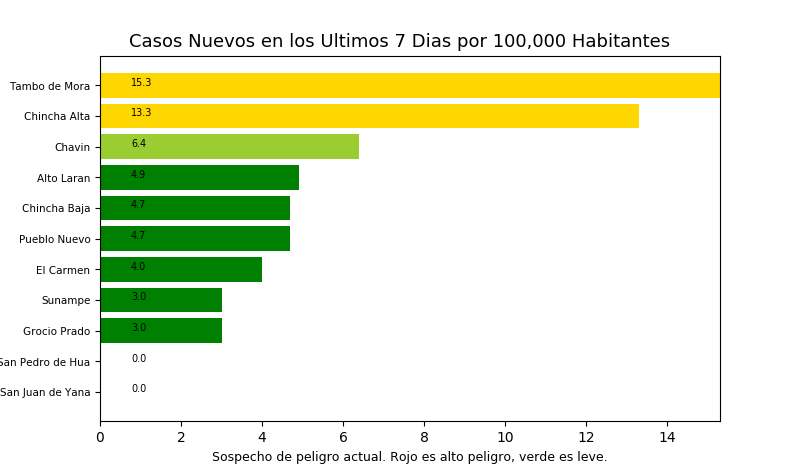 Casos Nuevos en los Ultimos 7 Dias por 100,000 Habitantes
Tambo de Mora 15.3
Chincha Alta 13.3
Chavin 6.4
Alto Laran 4.9
Chincha Baja 4.7
Pueblo Nuevo 4.7
El Carmen 4.0
Sunampe 3.0
Grocio Prado 3.0
San Pedro de Hua 0.0
San Juan de Yana 0.0
0 2 4 6 8 10 12 14
Sospecho de peligro actual. Rojo es alto peligro, verde es leve.